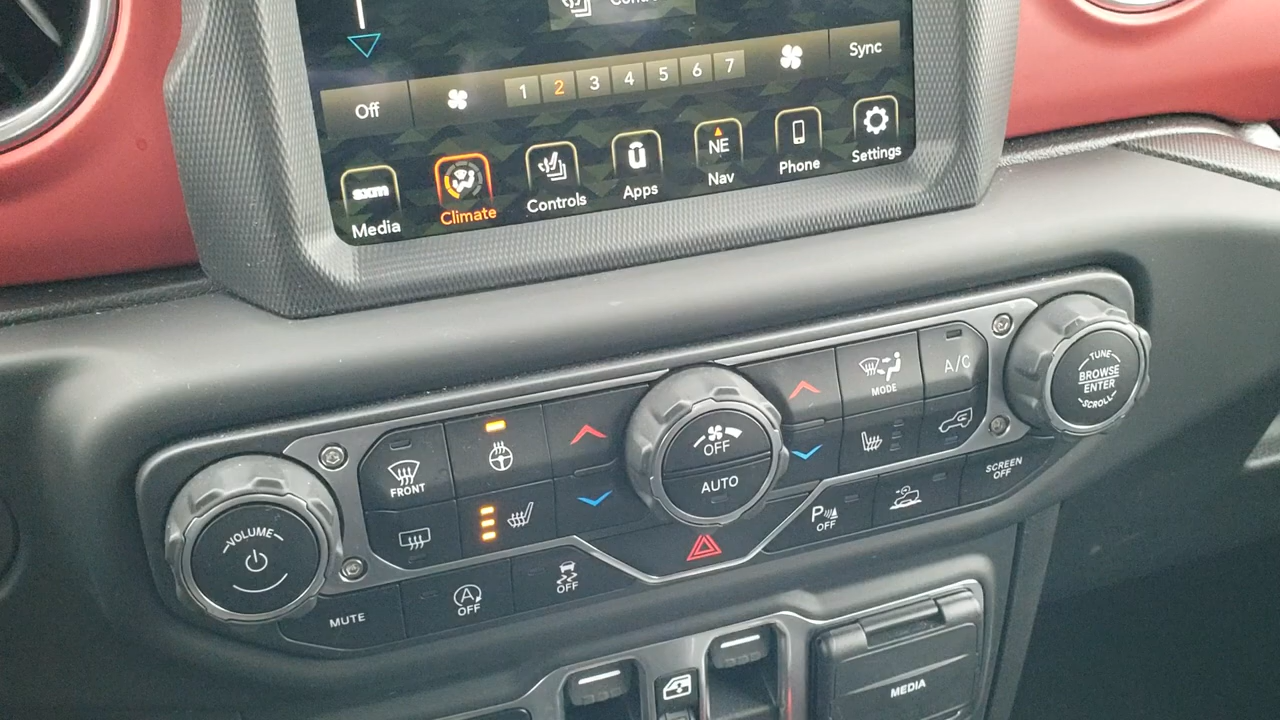 Off
1 2 3 4 5 6 7
Sync
sxm
Media
Climate
Controls
Apps
NE
Nav
Phone
Settings
VOLUME
MUTE
FRONT
A
OFF
OFF
OFF
AUTO
MODE
A/C
P
OFF
SCREEN
OFF
TUNE
BROWSE
ENTER
SCROLL
MEDIA